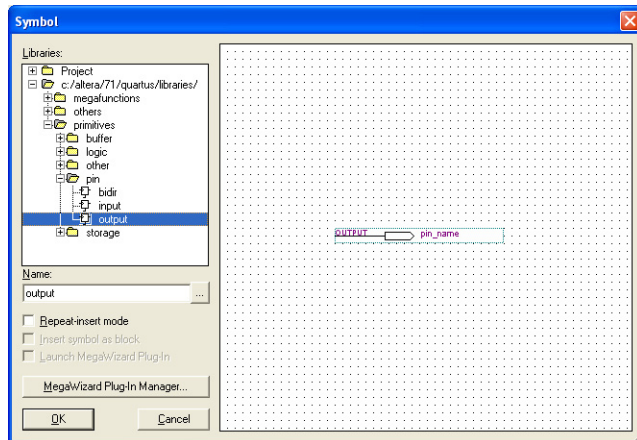 Symbol
Libraries:
Project
c:/altera/71/quartus/libraries/
megafunctions
others
primitives
buffer
logic
other
pin
bidir
input
output
storage
Name:
output
...
Repeat-insert mode
Insert symbol as block
Launch MegaWizard Plug-In
MegaWizard Plug-In Manager...
OK Cancel
OUTPUT pin_name